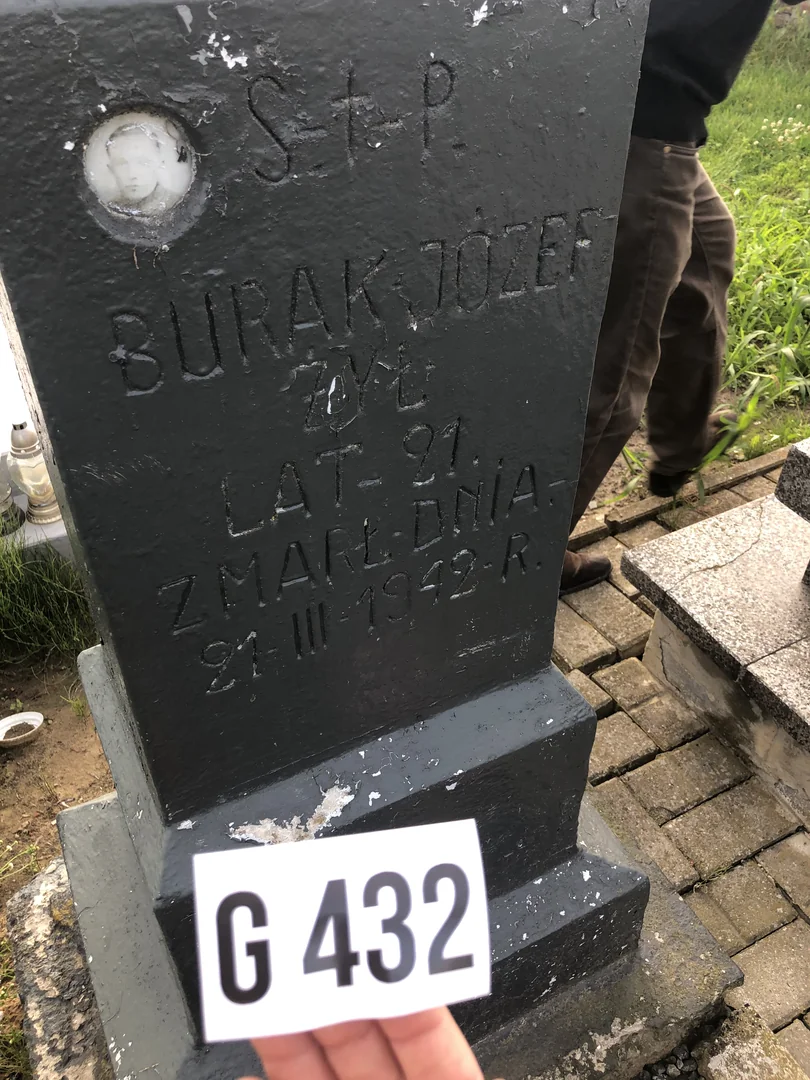 S-†-P.
BURAK JÓZEF-
ŻYŁ
LAT- 21.
ZMARŁ-DNIA-
21-III-1942-R.
G 432